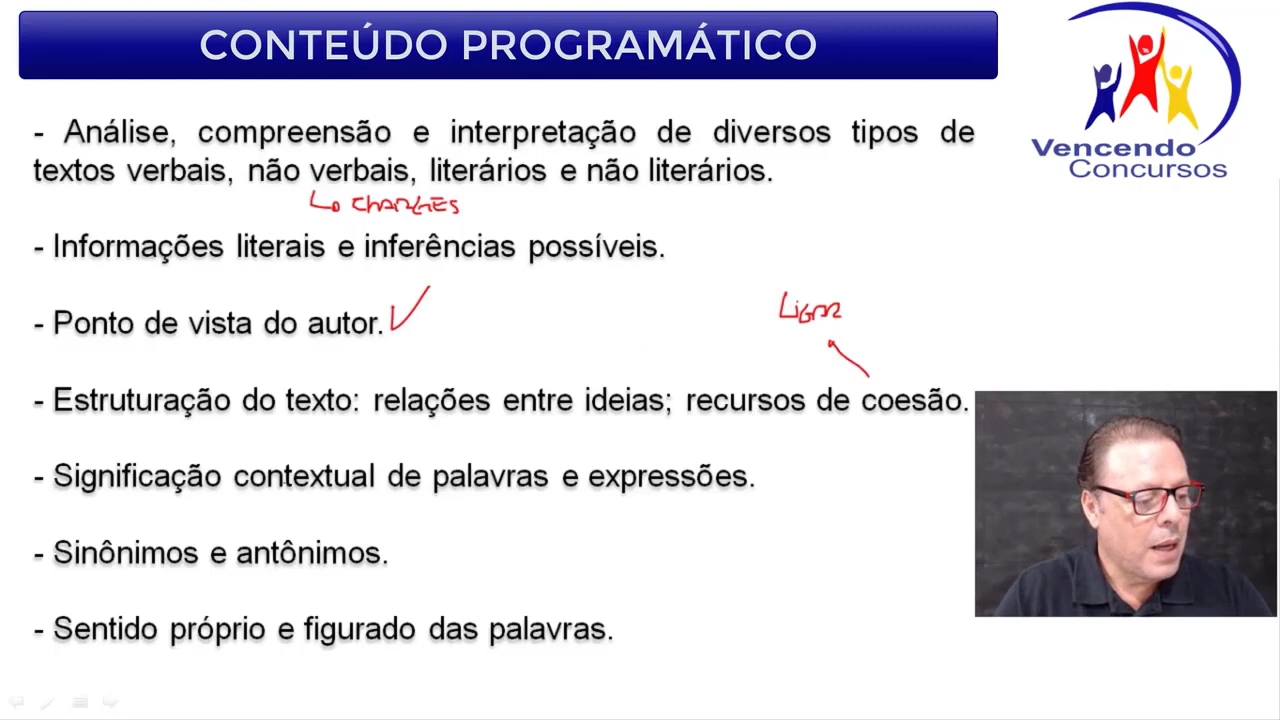 CONTEÚDO PROGRAMÁTICO
Vencendo
Concursos
- Análise, compreensão e interpretação de diversos tipos de
textos verbais, não verbais, literários e não literários.
CHARGES
- Informações literais e inferências possíveis.
- Ponto de vista do autor.
LIGAR
- Estruturação do texto: relações entre ideias; recursos de coesão.
- Significação contextual de palavras e expressões.
- Sinônimos e antônimos.
- Sentido próprio e figurado das palavras.